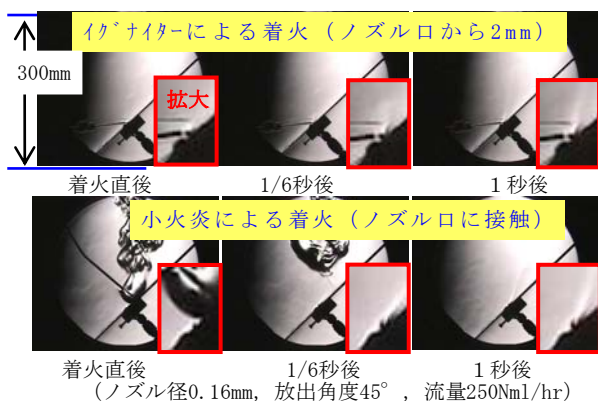 イグナイターによる着火（ノズル口から2mm）
300mm
拡大
着火直後 1/6秒後 1秒後
小火炎による着火（ノズル口に接触）
着火直後 1/6秒後 1秒後
（ノズル径0.16mm, 放出角度45°, 流量250Nml/hr）